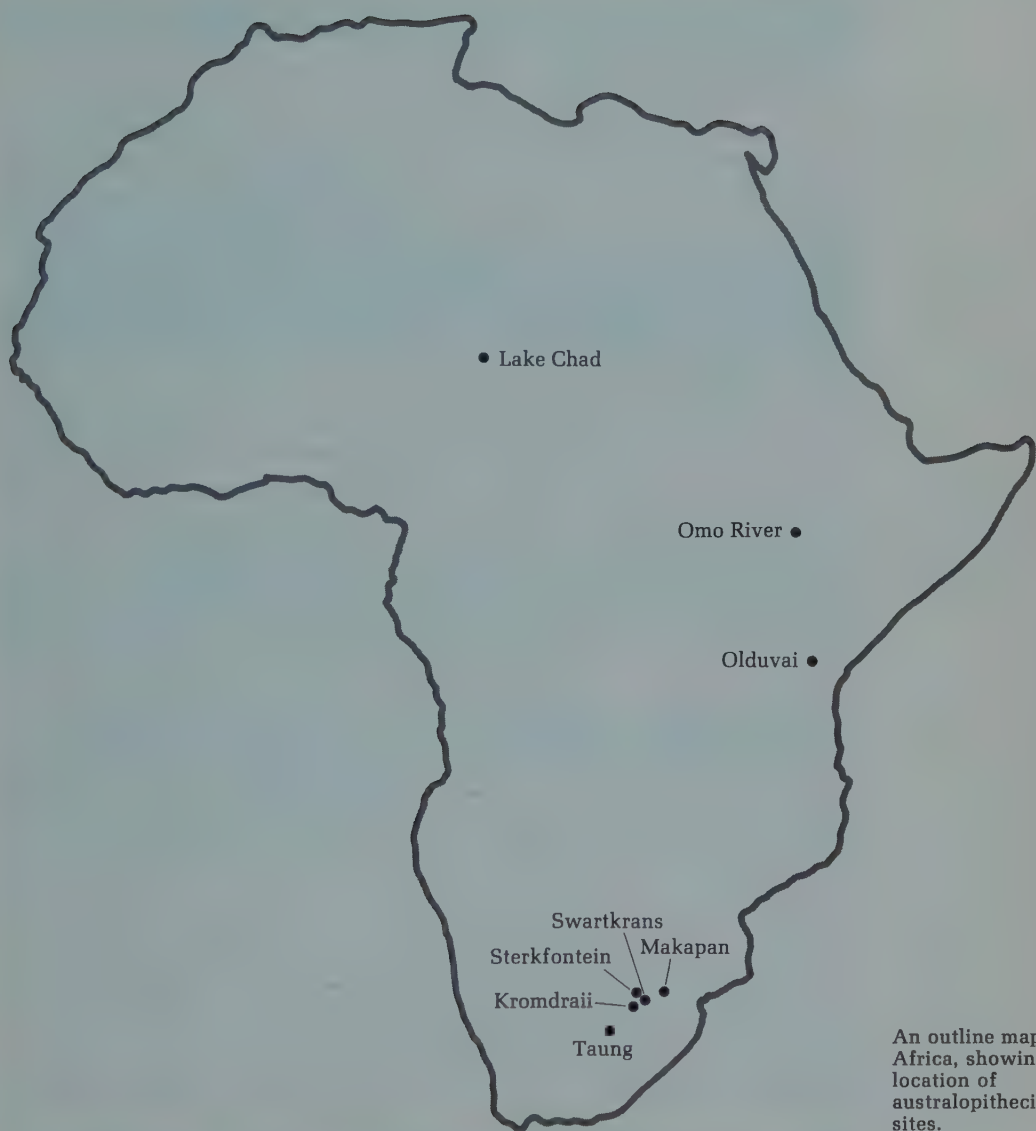 Lake Chad
Omo River
Olduvai
Swartkrans
Sterkfontein
Makapan
Kromdraii
Taung
An outline map
Africa, showin
location of
australopitheci
sites.